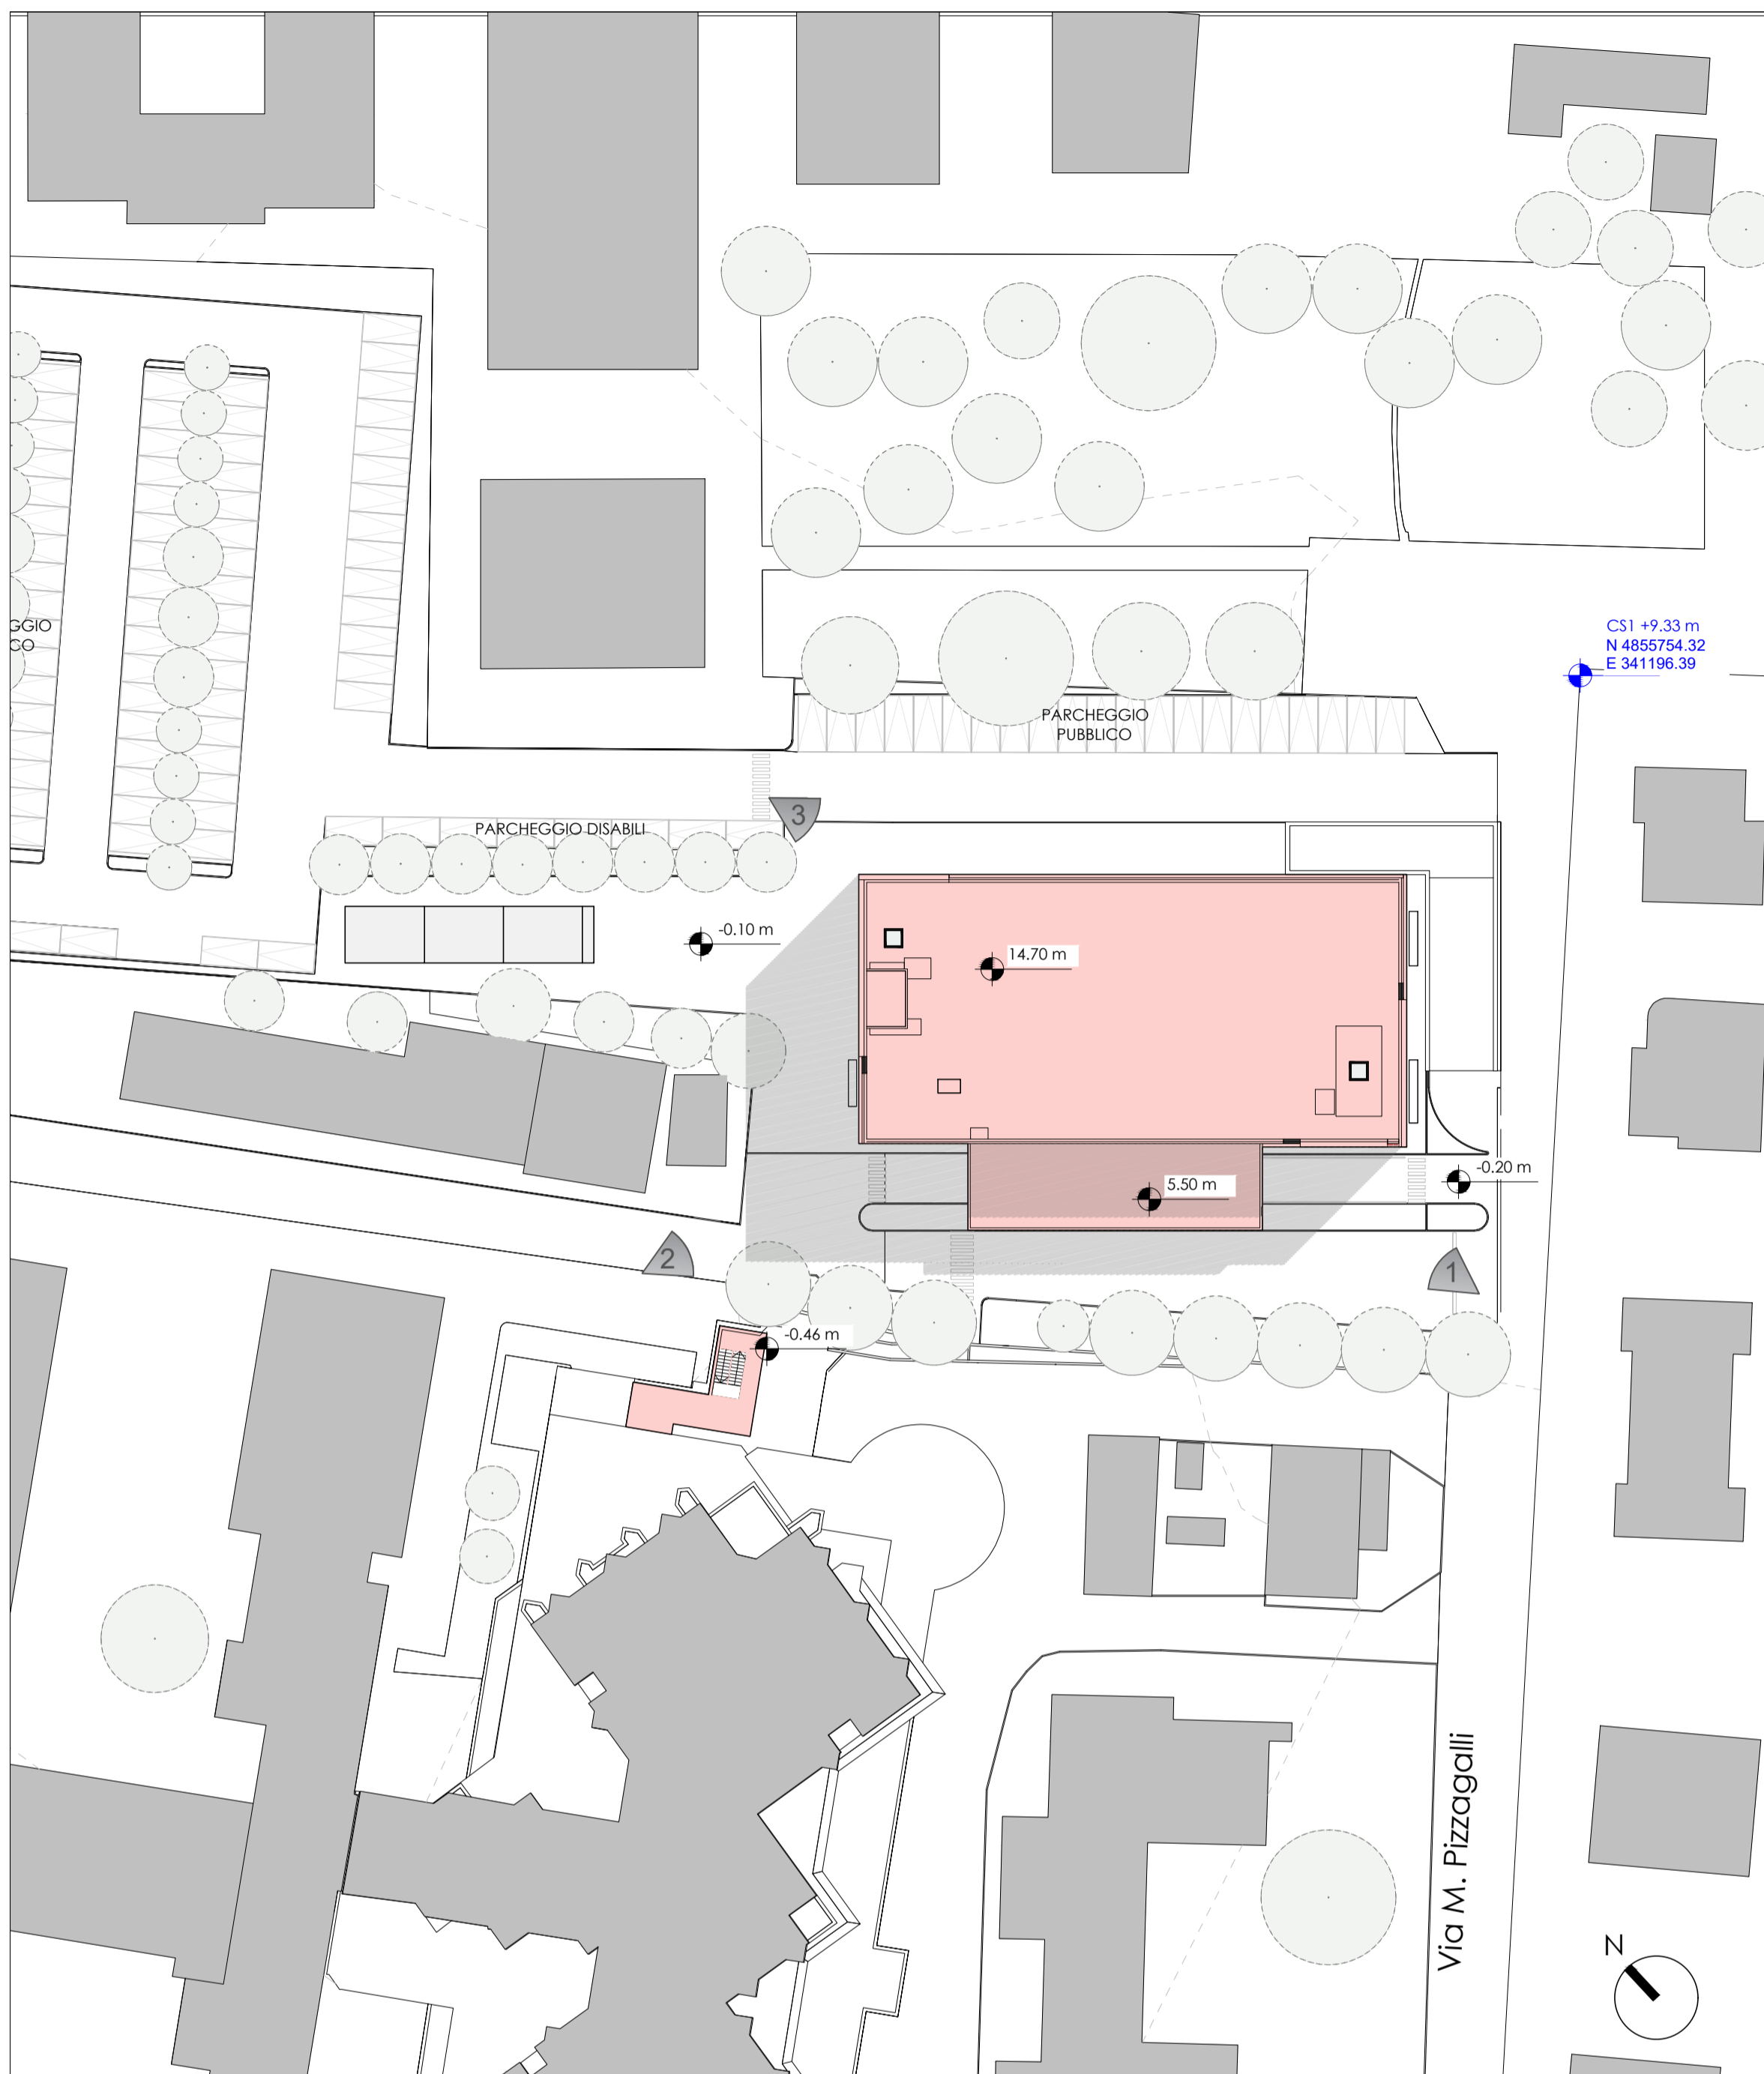 GGIO
CO
CS1 +9.33 m
N 4855754.32
E 341196.39
PARCHEGGIO
PUBBLICO
3
PARCHEGGIO DISABILI
-0.10 m
14.70 m
-0.20 m
5.50 m
2
1
-0.46 m
Via M. Pizzagalli
N